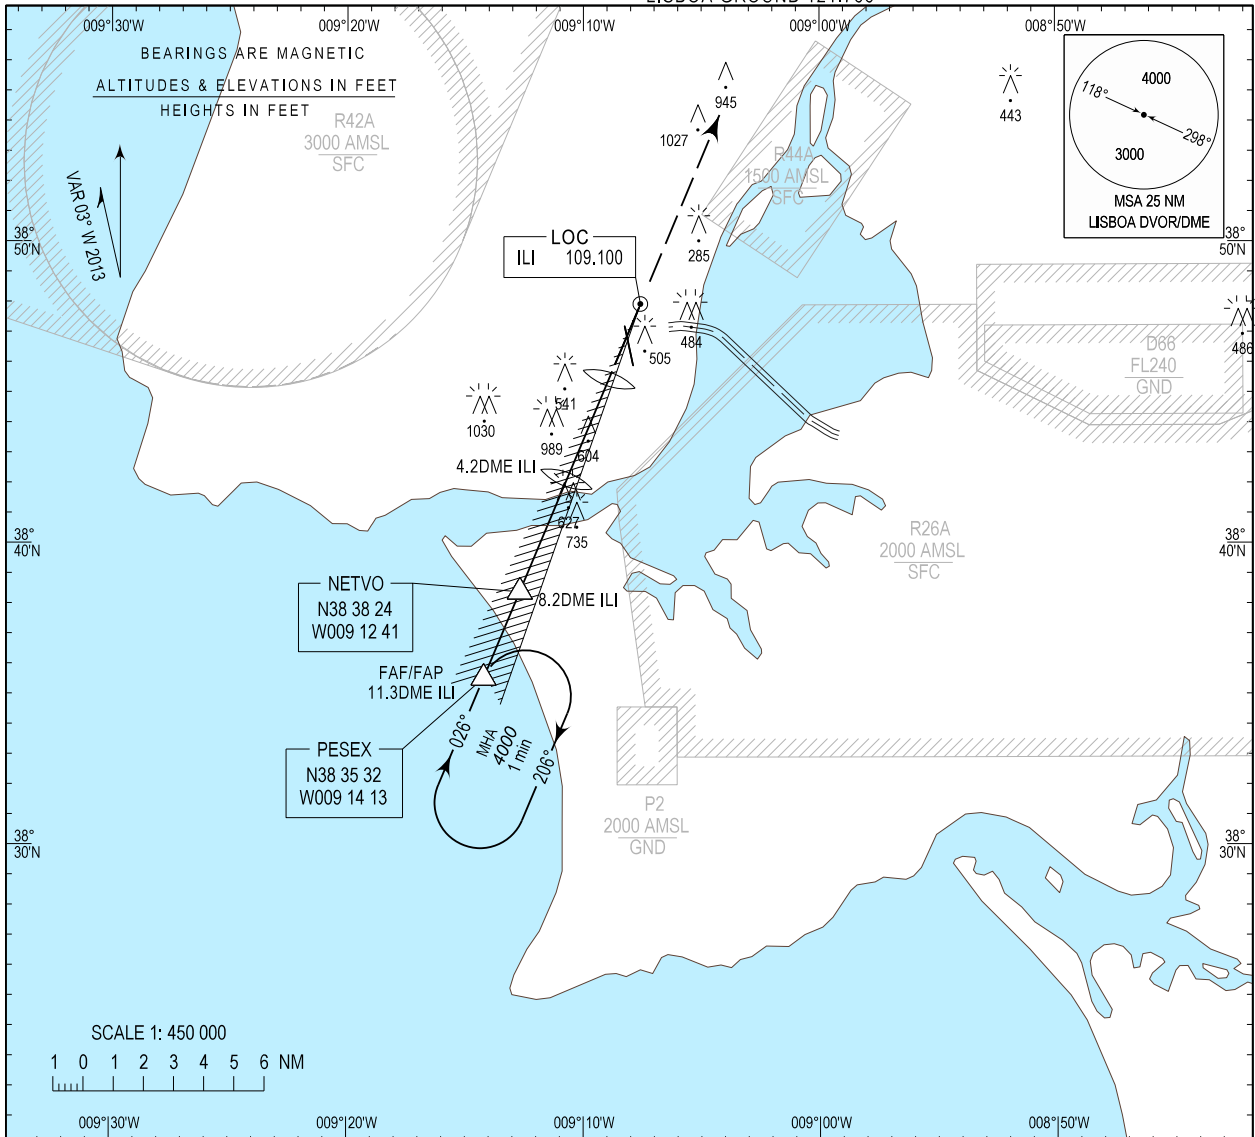 009°30'W
009°20'W
009°10'W
009°00'W
008°50'W
BEARINGS ARE MAGNETIC
ALTITUDES & ELEVATIONS IN FEET
HEIGHTS IN FEET
R42A
3000 AMSL
SFC
VAR 03° W 2013
945
1027
R44A
1500 AMSL
SFC
443
4000
118°
298°
3000
MSA 25 NM
LISBOA DVOR/DME
38°
50'N
38°
50'N
LOC
ILI 109.100
285
484
505
486
D66
FL240
GND
541
1030
989
604
4.2DME ILI
627
735
38°
40'N
38°
40'N
R26A
2000 AMSL
SFC
NETVO
N38 38 24
W009 12 41
8.2DME ILI
FAF/FAP
11.3DME ILI
026°
MHA
4000
1 min
206°
PESEX
N38 35 32
W009 14 13
P2
2000 AMSL
GND
38°
30'N
38°
30'N
SCALE 1: 450 000
1 0 1 2 3 4 5 6 NM
009°30'W
009°20'W
009°10'W
009°00'W
008°50'W